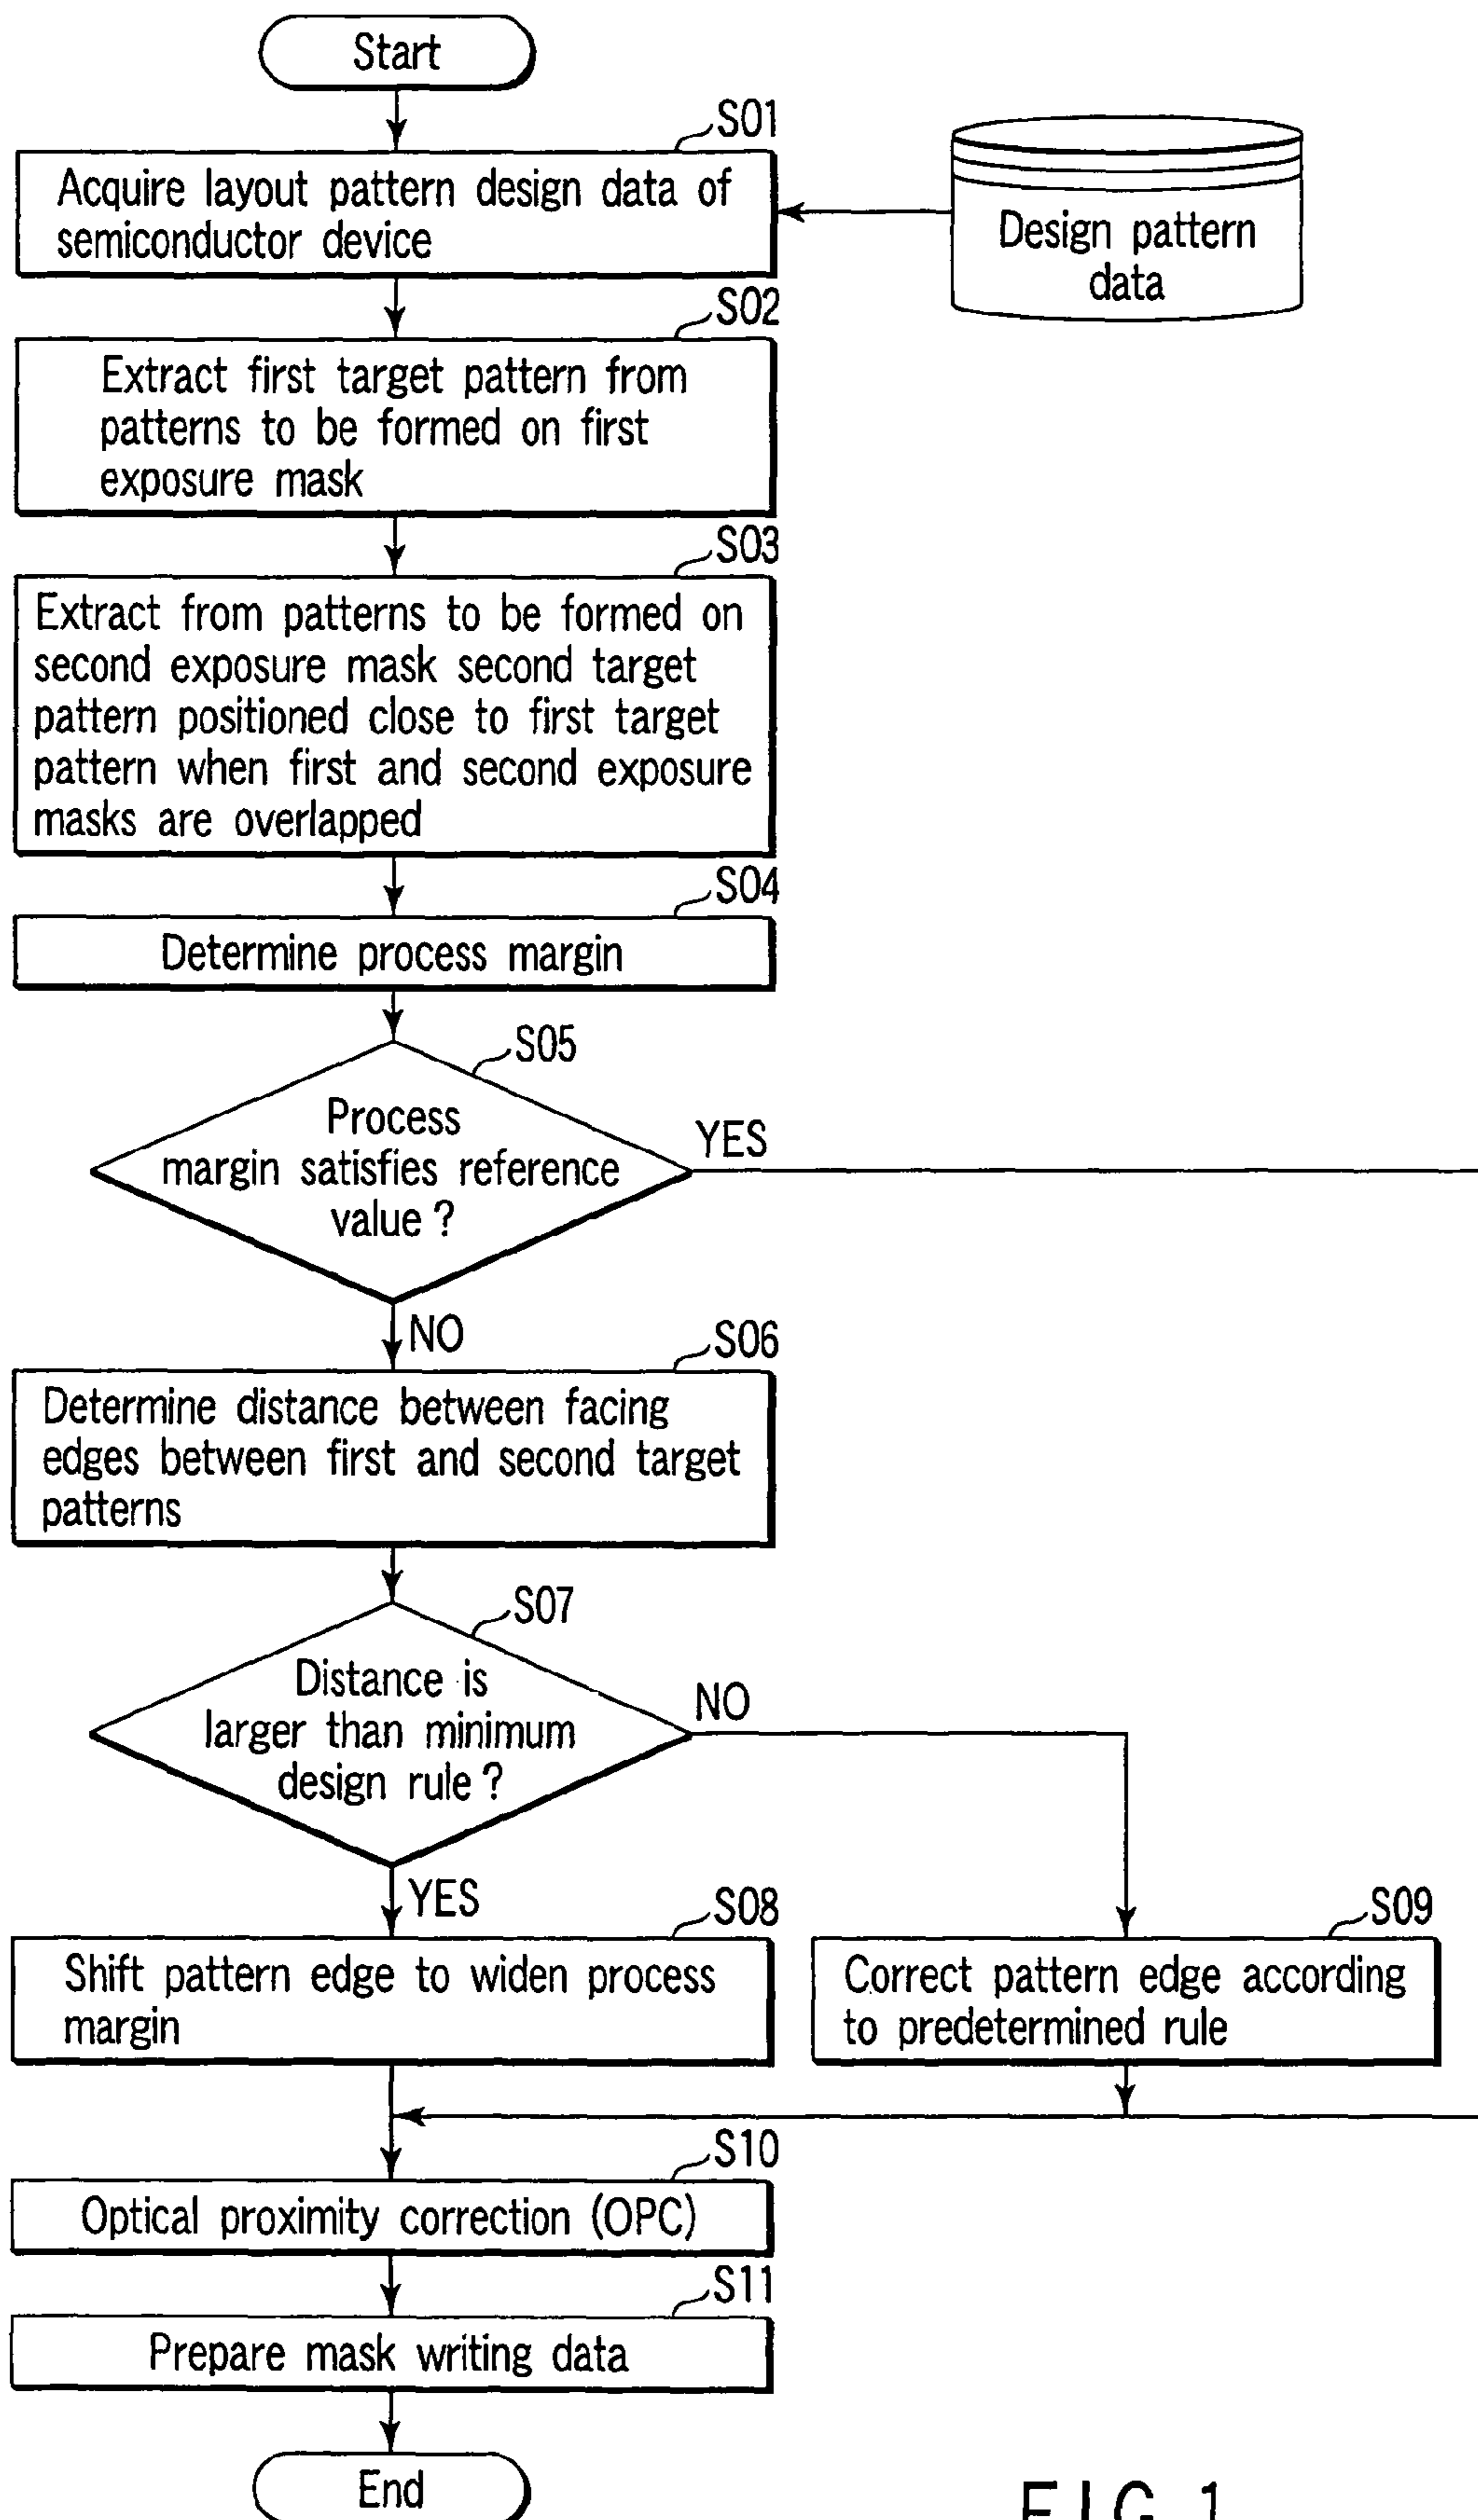 Start
S01
Acquire layout pattern design data of
semiconductor device
Design pattern
data
S02
Extract first target pattern from
patterns to be formed on first
exposure mask
S03
Extract from patterns to be formed on
second exposure mask second target
pattern positioned close to first target
pattern when first and second exposure
masks are overlapped
S04
Determine process margin
S05
Process
margin satisfies reference
value ?
YES
NO
S06
Determine distance between facing
edges between first and second target
patterns
S07
Distance is
larger than minimum
design rule ?
NO
YES
S08
Shift pattern edge to widen process
margin
S09
Correct pattern edge according
to predetermined rule
S10
Optical proximity correction (OPC)
S11
Prepare mask writing data
End
FIG. 1